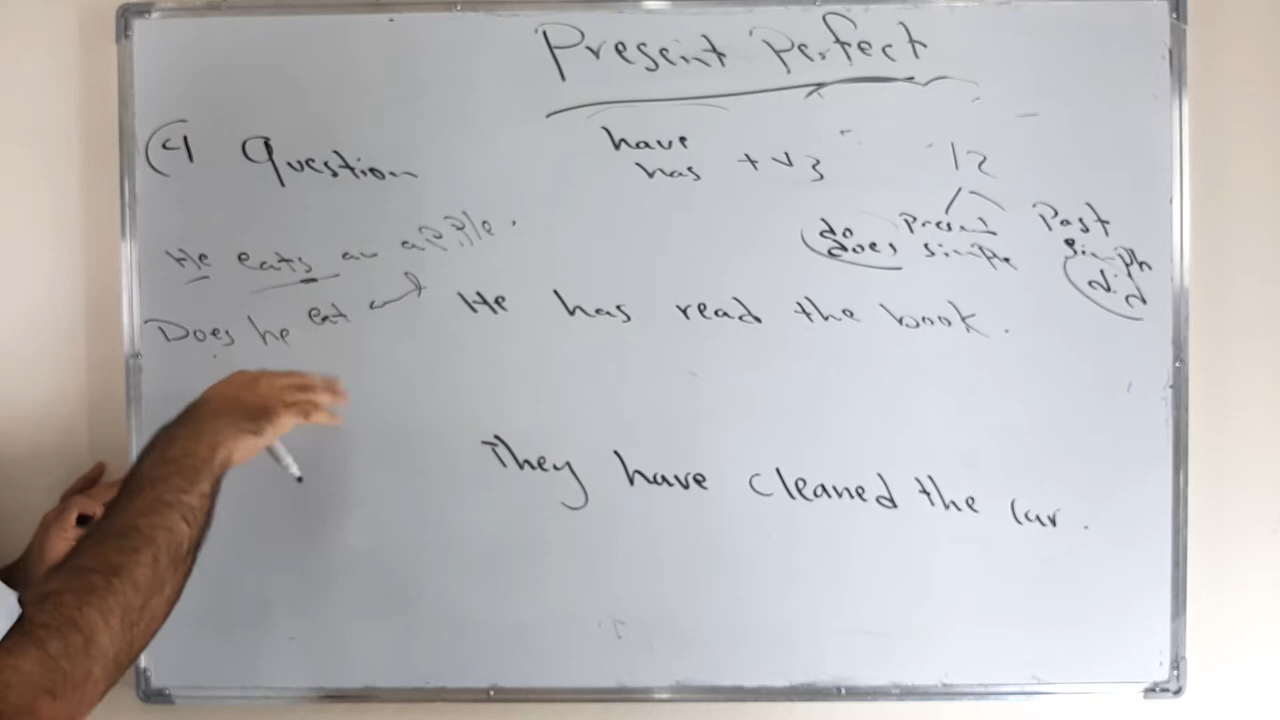 Present Perfect
(4 Question
have
has + v3
12
do
does
Present
simple
Past
simple
did
He eats an apple.
Does he eat
He has read the book.
They have cleaned the car.